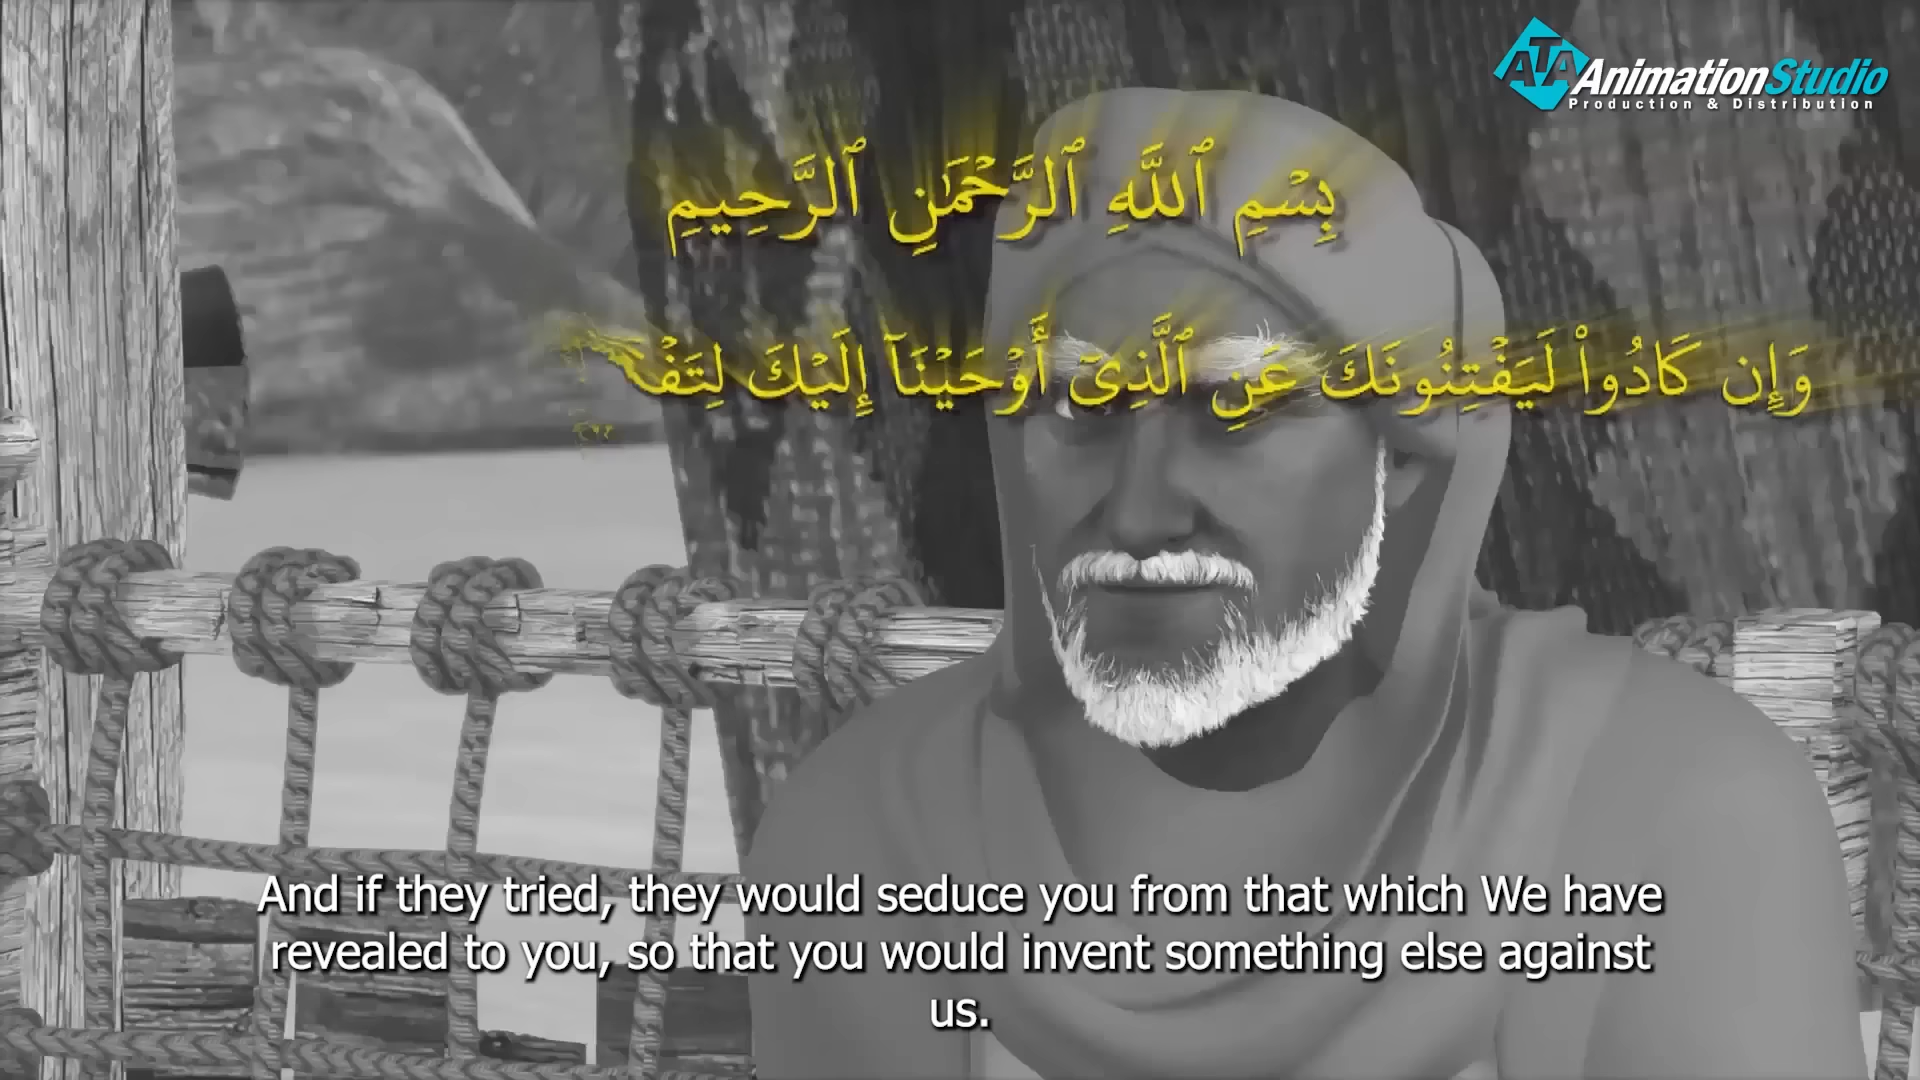 ATA AnimationStudio
Production & Distribution
بِسْمِ ٱللَّهِ ٱلرَّحْمَٰنِ ٱلرَّحِيمِ
وَإِن كَادُوا۟ لَيَفْتِنُونَكَ عَنِ ٱلَّذِىٓ أَوْحَيْنَآ إِلَيْكَ
And if they tried, they would seduce you from that which We have
revealed to you, so that you would invent something else against
us.